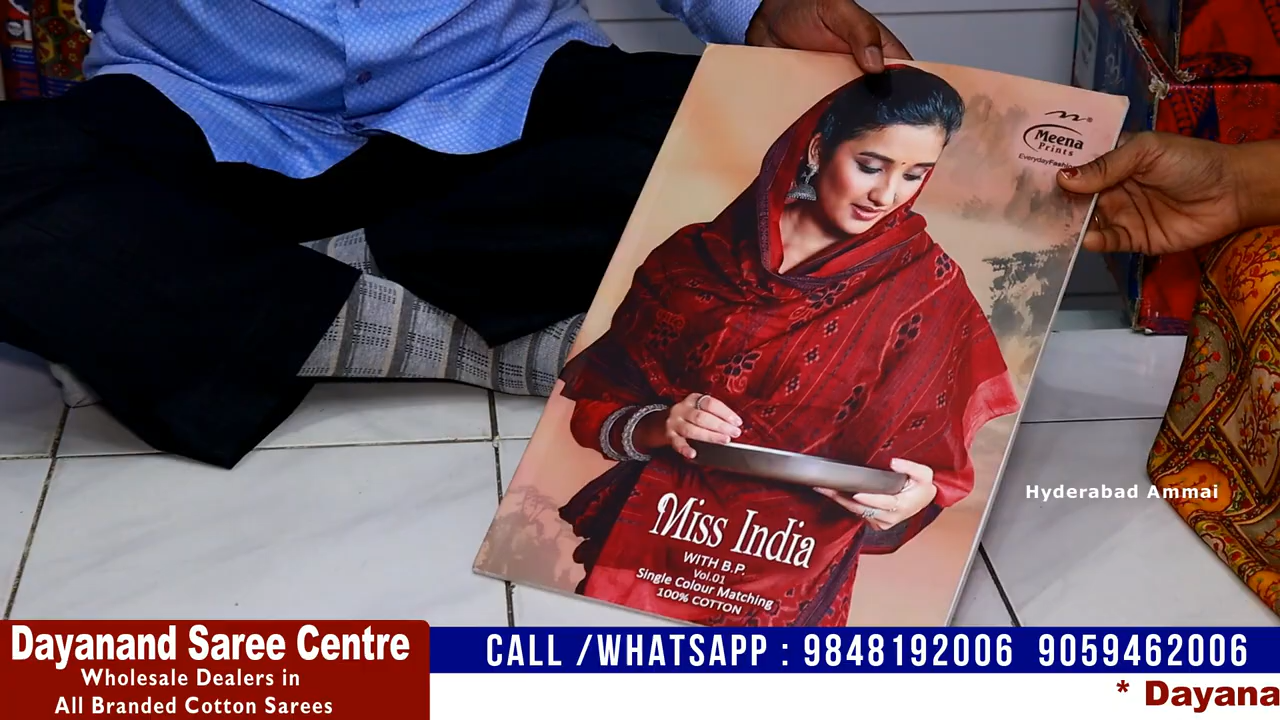 Meena
Prints
EverydayFashion
Hyderabad Ammai
Miss India
WITH B.P.
Vol.01
Single Colour Matching
100% COTTON
Dayanand Saree Centre
Wholesale Dealers in
All Branded Cotton Sarees
CALL /WHATSAPP : 9848192006 9059462006
* Dayana